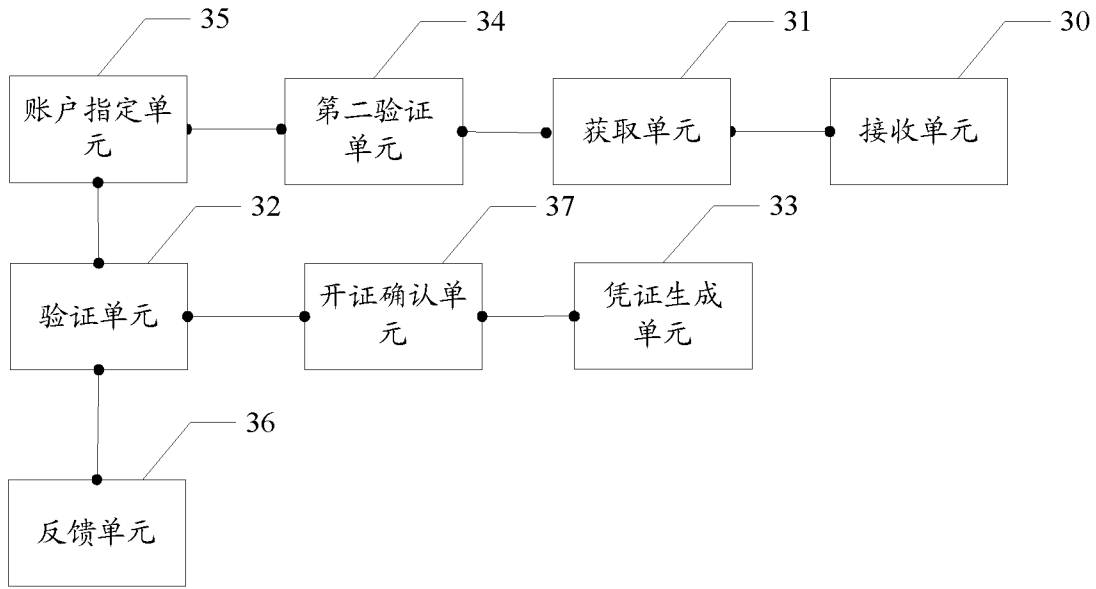 35
34
31
30
账户指定单
元
第二验证
单元
获取单元
接收单元
32
37
33
验证单元
开证确认单
元
凭证生成
单元
36
反馈单元